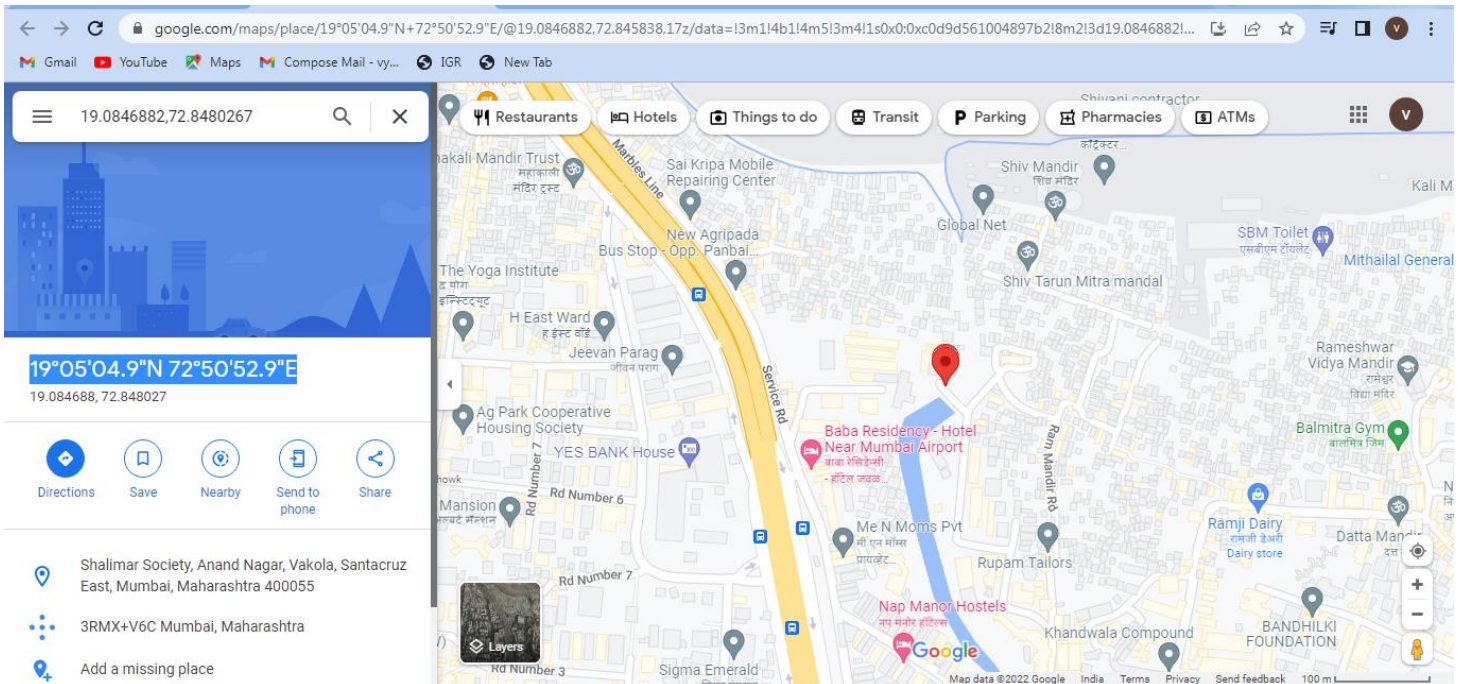 google.com/maps/place/19°05'04.9"N+72°50'52.9"E/@19.0846882,72.845838,17z/data=!3m1!4b1!4m5!3m4!1s0x0:0xc0d9d561004897b2!8m2!3d19.0846882!...
V
Gmail YouTube Maps Compose Mail - vy... IGR New Tab
19.0846882,72.8480267
Restaurants Hotels Things to do Transit Parking Pharmacies ATMs
V
19°05'04.9"N 72°50'52.9"E
19.084688, 72.848027
Directions Save Nearby Send to phone Share
Shalimar Society, Anand Nagar, Vakola, Santacruz
East, Mumbai, Maharashtra 400055
3RMX+V6C Mumbai, Maharashtra
Add a missing place
Shivani contractor
Marbles Line
akali Mandir Trust
महाकाली
मंदिर ट्रस्ट
Sai Kripa Mobile
Repairing Center
Shiv Mandir
शिव मंदिर
Kali M
Global Net
New Agripada
Bus Stop - Opp. Panbai...
SBM Toilet
एसबीएम टॉयलेट
Mithailal General
The Yoga Institute
द योगा
Shiv Tarun Mitra mandal
H East Ward
ह ईस्ट वॉर्ड
Jeevan Parag
जीवन पराग
Service Rd
Rameshwar
Vidya Mandir
रामेश्वर
विद्या मंदिर
Ag Park Cooperative
Housing Society
Baba Residency - Hotel
Near Mumbai Airport
बाबा रेसिडेन्सी
- हॉटेल जवळ...
Balmitra Gym
बालमित्र जिम
YES BANK House
Ram Mandir Rd
howk
Rd Number 7
Rd Number 6
Mansion
Me N Moms Pvt
मी एन मॉम्स
प्रायव्हेट...
Ramji Dairy
रामजी डेअरी
Dairy store
Datta Mandir
दत्त
Rupam Tailors
Rd Number 7
Nap Manor Hostels
नप मनोर हॉटेल्स
Khandwala Compound
BANDHILKI
FOUNDATION
Layers
Google
Rd Number 3
Sigma Emerald
Map data ©2022 Google India Terms Privacy Send feedback 100 m